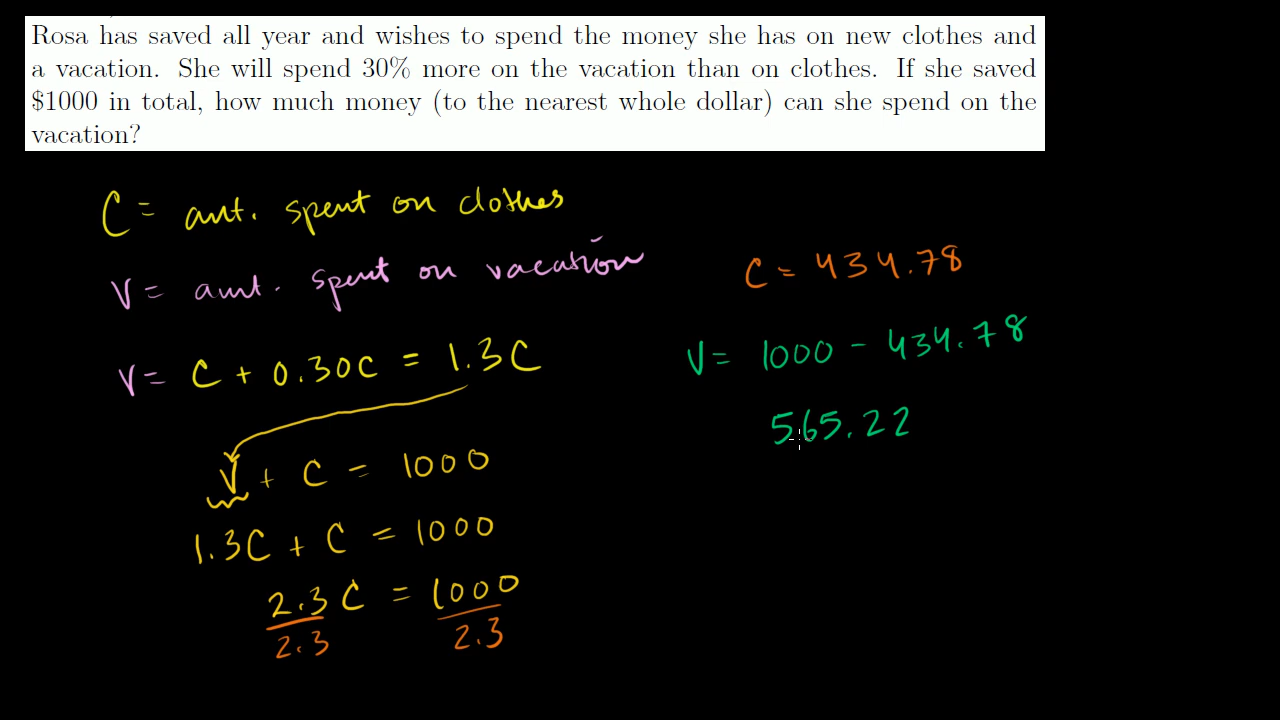 Rosa has saved all year and wishes to spend the money she has on new clothes and
a vacation. She will spend 30% more on the vacation than on clothes. If she saved
$1000 in total, how much money (to the nearest whole dollar) can she spend on the
vacation?
C = amt. spent on clothes
V = amt. spent on vacation
V = C + 0.30C = 1.3C
V + C = 1000
1.3C + C = 1000
2.3C = 1000
2.3 2.3
C = 434.78
V = 1000 - 434.78
565.22